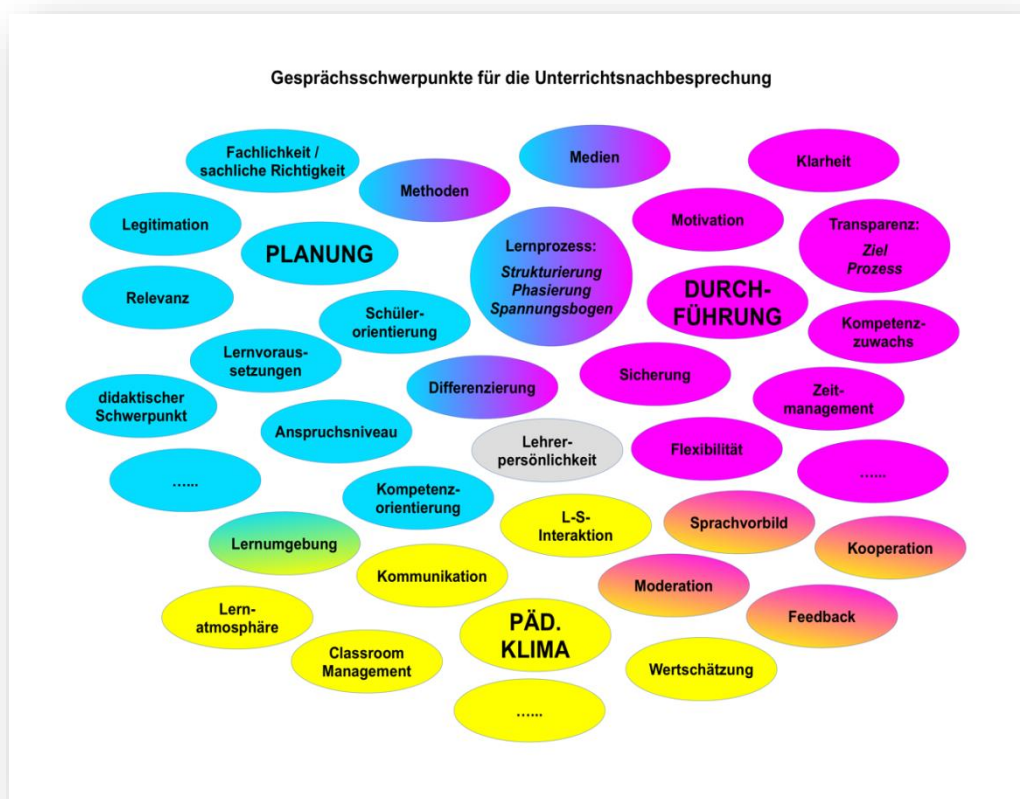 Gesprächsschwerpunkte für die Unterrichtsnachbesprechung
Fachlichkeit /
sachliche Richtigkeit
Methoden
Medien
Klarheit
Legitimation
PLANUNG
Lernprozess:
Strukturierung
Phasierung
Spannungsbogen
Motivation
Transparenz:
Ziel
Prozess
Relevanz
Schüler-
orientierung
DURCH-
FÜHRUNG
Kompetenz-
zuwachs
Lernvoraus-
setzungen
Differenzierung
Sicherung
Zeit-
management
didaktischer
Schwerpunkt
Anspruchsniveau
Lehrer-
persönlichkeit
Flexibilität
…...
…...
Kompetenz-
orientierung
L-S-
Interaktion
Sprachvorbild
Kooperation
Lernumgebung
Kommunikation
Moderation
Feedback
Lern-
atmosphäre
PÄD.
KLIMA
Classroom
Management
Wertschätzung
…...